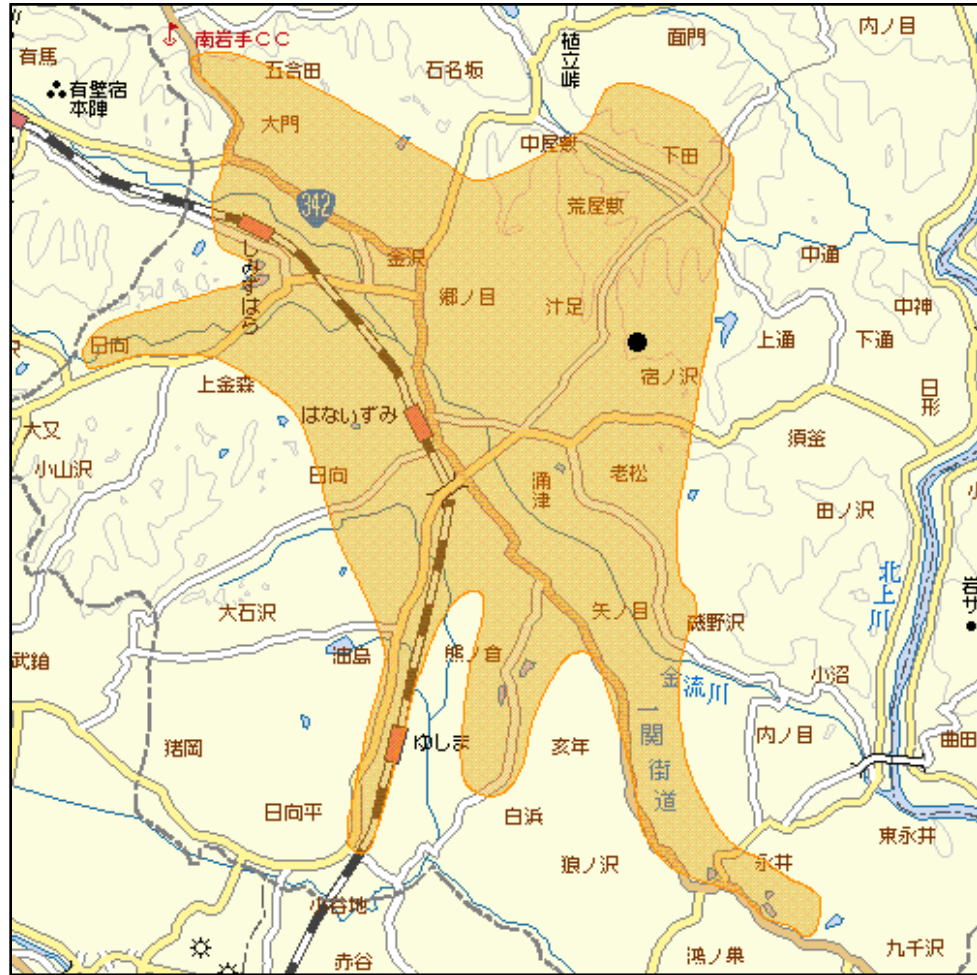 南岩手CC
有馬
有壁宿
本陣
五合田
石名坂
植立峠
面門
内ノ目
大門
中屋敷
下田
荒屋敷
342
金沢
しみずはら
郷ノ目
汁足
中通
中神
上通
下通
日向
上金森
宿ノ沢
日形
はないずみ
大又
小山沢
日向
涌津
老松
須釜
田ノ沢
北上川
大石沢
矢ノ目
磯野沢
武鎗
油島
熊ノ倉
金流川
小沼
一関街道
猪岡
ゆしま
亥年
内ノ目
曲田
日向平
白浜
東永井
狼ノ沢
永井
小谷地
赤谷
鴻ノ巣
九千沢